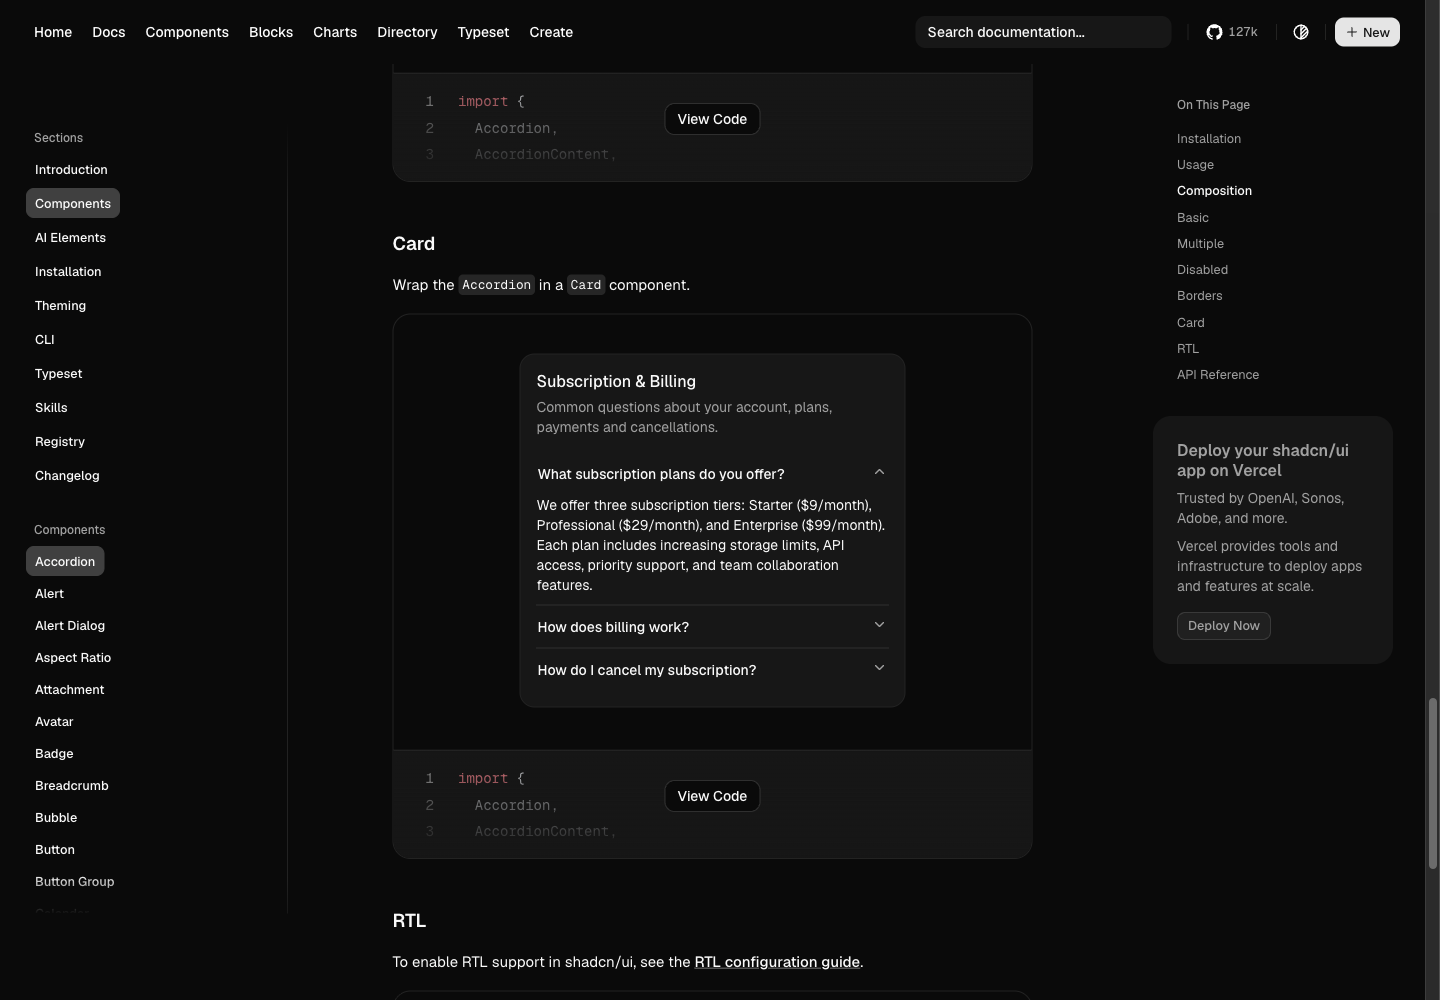 Home
Docs
Components
Blocks
Charts
Directory
Typeset
Create
Search documentation...
127k
New
Sections
Introduction
Components
AI Elements
Installation
Theming
CLI
Typeset
Skills
Registry
Changelog
Components
Accordion
Alert
Alert Dialog
Aspect Ratio
Attachment
Avatar
Badge
Breadcrumb
Bubble
Button
Button Group
Calendar
1 import {
2 Accordion,
3 AccordionContent,
View Code
Card
Wrap the Accordion in a Card component.
Subscription & Billing
Common questions about your account, plans,
payments and cancellations.
What subscription plans do you offer?
We offer three subscription tiers: Starter ($9/month),
Professional ($29/month), and Enterprise ($99/month).
Each plan includes increasing storage limits, API
access, priority support, and team collaboration
features.
How does billing work?
How do I cancel my subscription?
1 import {
2 Accordion,
3 AccordionContent,
View Code
RTL
To enable RTL support in shadcn/ui, see the RTL configuration guide.
On This Page
Installation
Usage
Composition
Basic
Multiple
Disabled
Borders
Card
RTL
API Reference
Deploy your shadcn/ui
app on Vercel
Trusted by OpenAI, Sonos,
Adobe, and more.
Vercel provides tools and
infrastructure to deploy apps
and features at scale.
Deploy Now